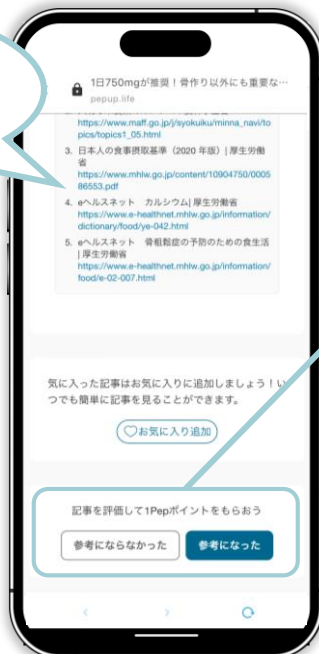 1日750mgが推奨！骨作り以外にも重要な…
pepup.life
https://www.maff.go.jp/j/syokuiku/minna_navi/to
pics/topics1_05.html
3. 日本人の食事摂取基準（2020 年版）| 厚生労働
省
https://www.mhlw.go.jp/content/10904750/0005
86553.pdf
4. eヘルスネット　カルシウム| 厚生労働省
https://www.e-healthnet.mhlw.go.jp/information/
dictionary/food/ye-042.html
5. eヘルスネット　骨粗鬆症の予防のための食生活
| 厚生労働省
https://www.e-healthnet.mhlw.go.jp/information/
food/e-02-007.html
気に入った記事はお気に入りに追加しましょう！い
つでも簡単に記事を見ることができます。
♡お気に入り追加
記事を評価して1Pepポイントをもらおう
参考にならなかった
参考になった